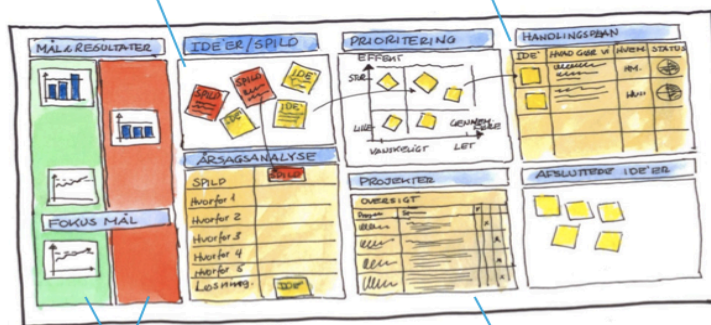 MÅL & RESULTATER
FOKUS MÅL
IDE'ER/SPILD
SPILD
SPILD
IDE'
IDE'
IDE'
ÅRSAGSANALYSE
SPILD
SPILD
Hvorfor 1
Hvorfor 2
Hvorfor 3
Hvorfor 4
Hvorfor 5
Løsning.
IDE'
PRIORITERING
EFFEKT
STOR
LILLE
VANSKELIGT
LET
PROJEKTER
OVERSIGT
HANDLINGSPLAN
IDE'
HVAD GØR VI
HVEM
STATUS
HM.
AFSLUTTEDE IDE'ER